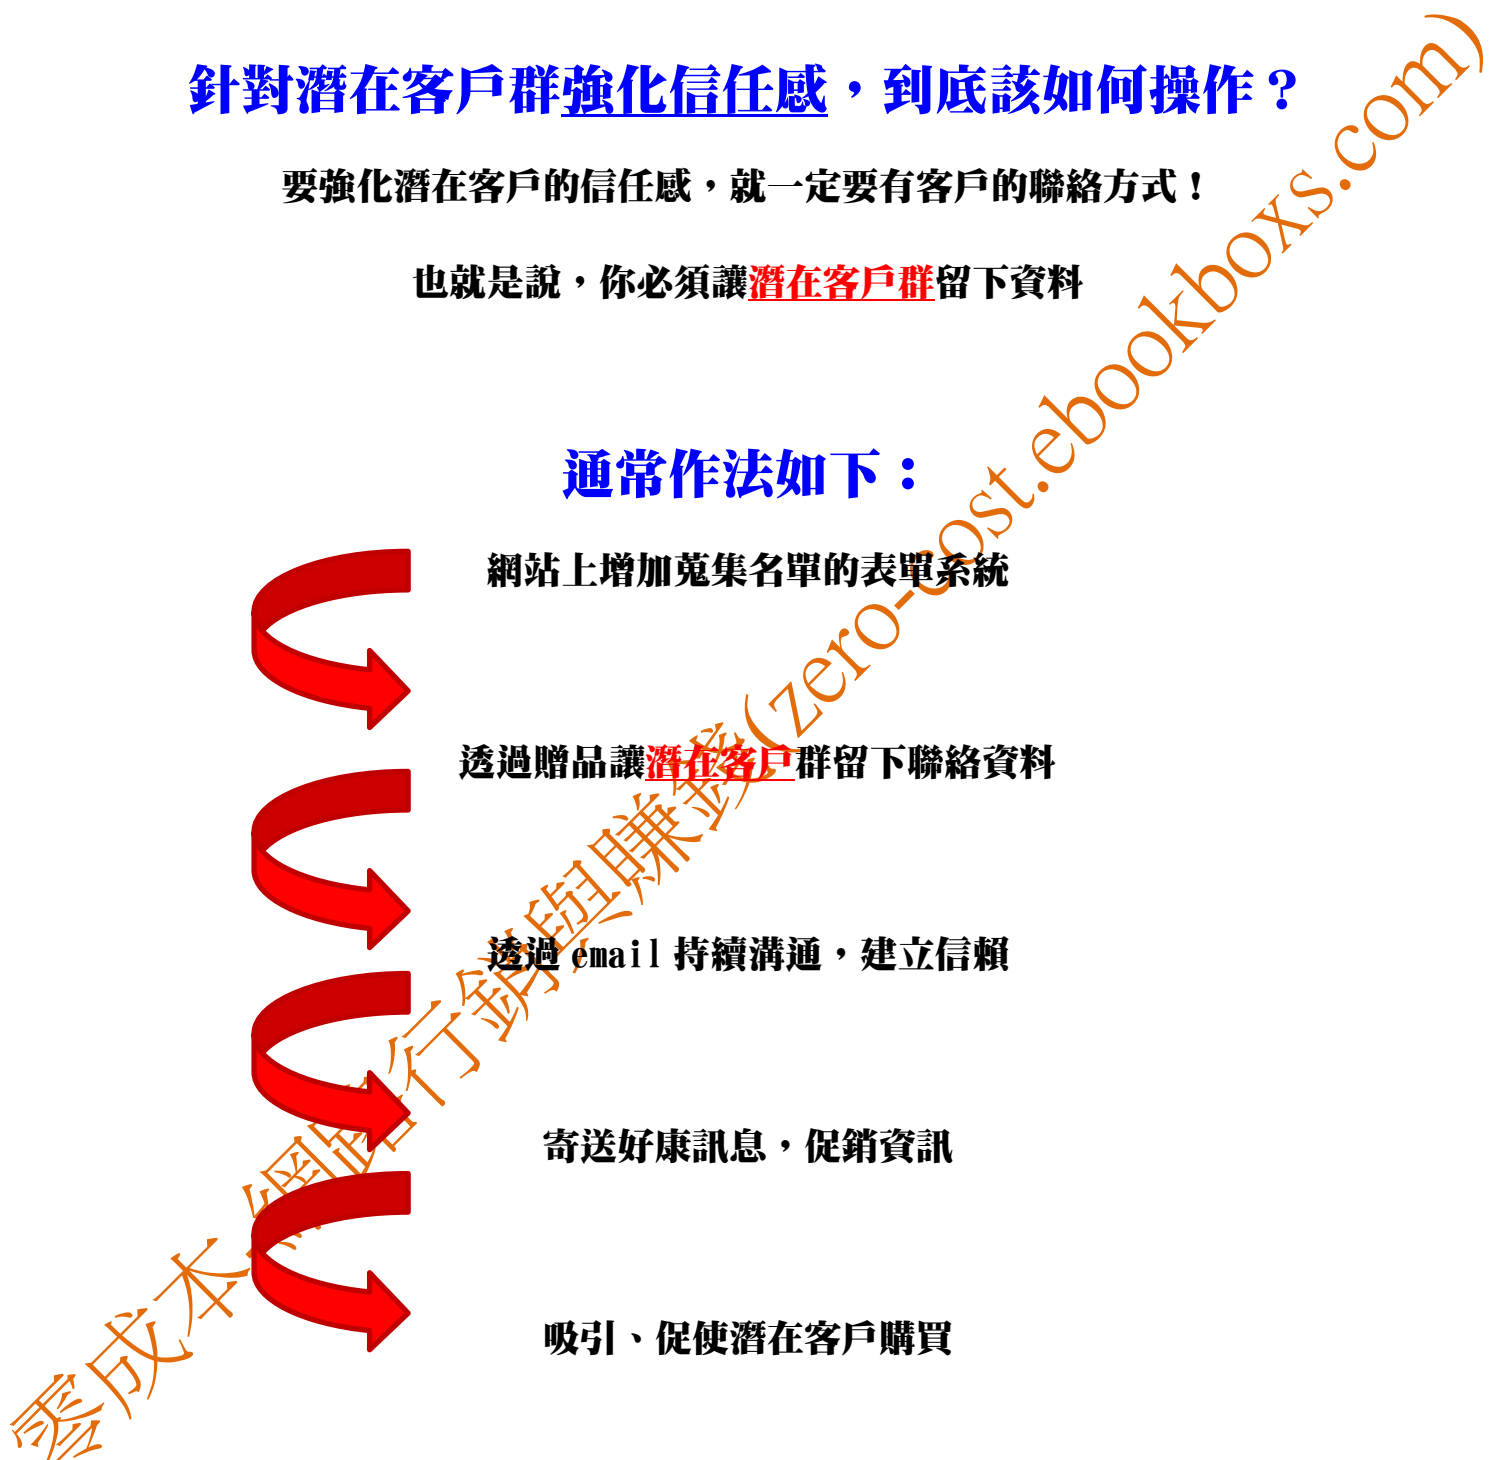 針對潛在客戶群強化信任感，到底該如何操作？
要強化潛在客戶的信任感，就一定要有客戶的聯絡方式！
也就是說，你必須讓潛在客戶群留下資料
通常作法如下：
網站上增加蒐集名單的表單系統
透過贈品讓潛在客戶群留下聯絡資料
透過 email 持續溝通，建立信賴
寄送好康訊息，促銷資訊
吸引、促使潛在客戶購買
零成本-網路行銷與賺錢(zero-cost.ebookboxs.com)